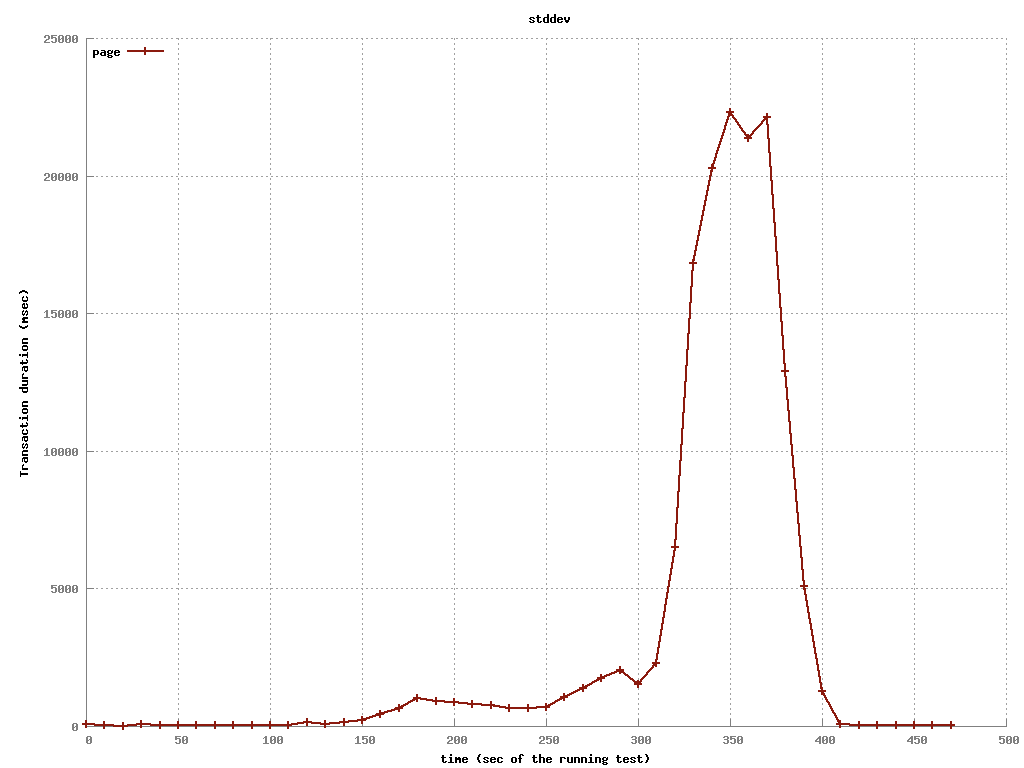 stddev
25000
page
20000
15000
10000
5000
0
Transaction duration (msec)
0 50 100 150 200 250 300 350 400 450 500
time (sec of the running test)